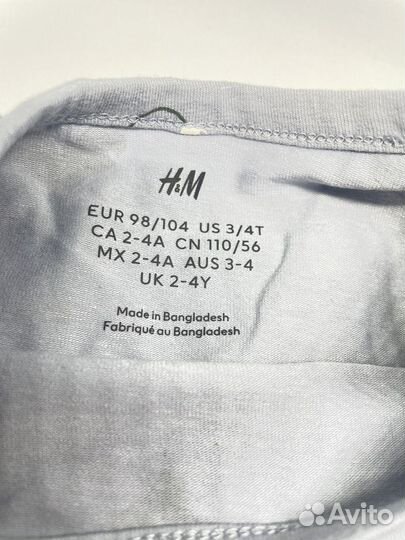 H&M
EUR 98/104 US 3/4T
CA 2-4A CN 110/56
MX 2-4A AUS 3-4
UK 2-4Y
Made in Bangladesh
Fabriqué au Bangladesh
Avito